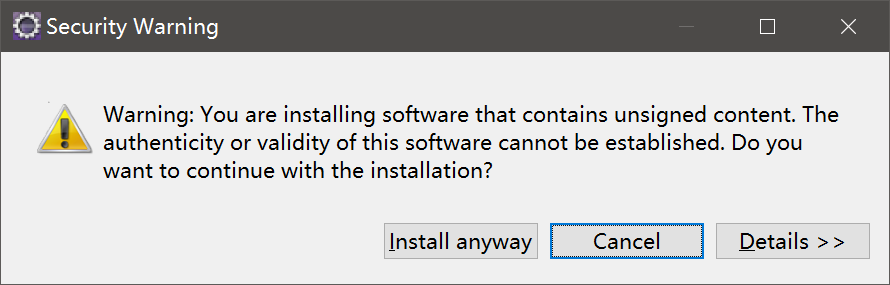 Security Warning
Warning: You are installing software that contains unsigned content. The
authenticity or validity of this software cannot be established. Do you
want to continue with the installation?
Install anyway Cancel Details >>